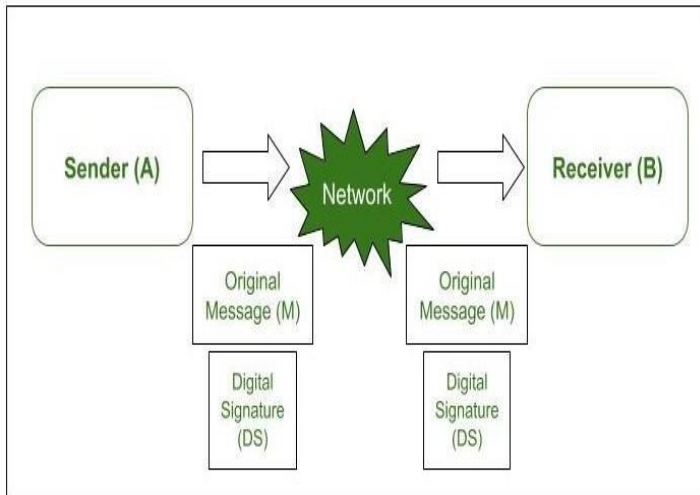 Sender (A)
Network
Receiver (B)
Original
Message (M)
Digital
Signature
(DS)
Original
Message (M)
Digital
Signature
(DS)